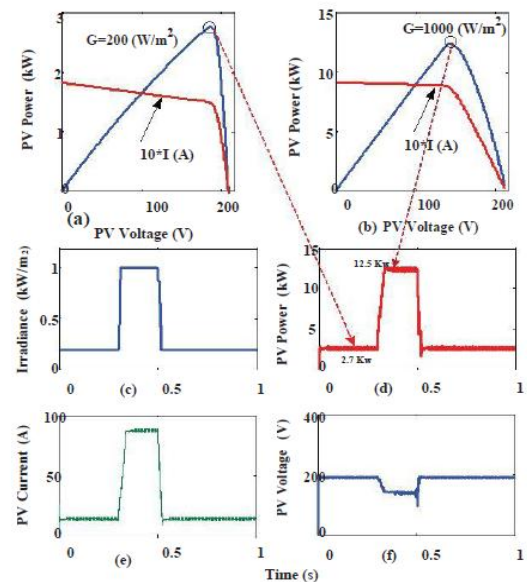 3
2
1
0
PV Power (kW)
G=200 (W/m2)
10*I (A)
(a)
0 100 200
PV Voltage (V)
15
10
5
0
PV Power (kW)
G=1000 (W/m2)
10*I (A)
0 100 200
(b) PV Voltage (V)
1
0.5
0
Irradiance (kW/m2)
0 0.5 1
(c)
15
10
5
0
PV Power (kW)
12.5 Kw
2.7 Kw
0 0.5 1
(d)
100
50
0
PV Current (A)
0 0.5 1
(e)
400
200
0
PV Voltage (V)
0 0.5 1
(f)
Time (s)